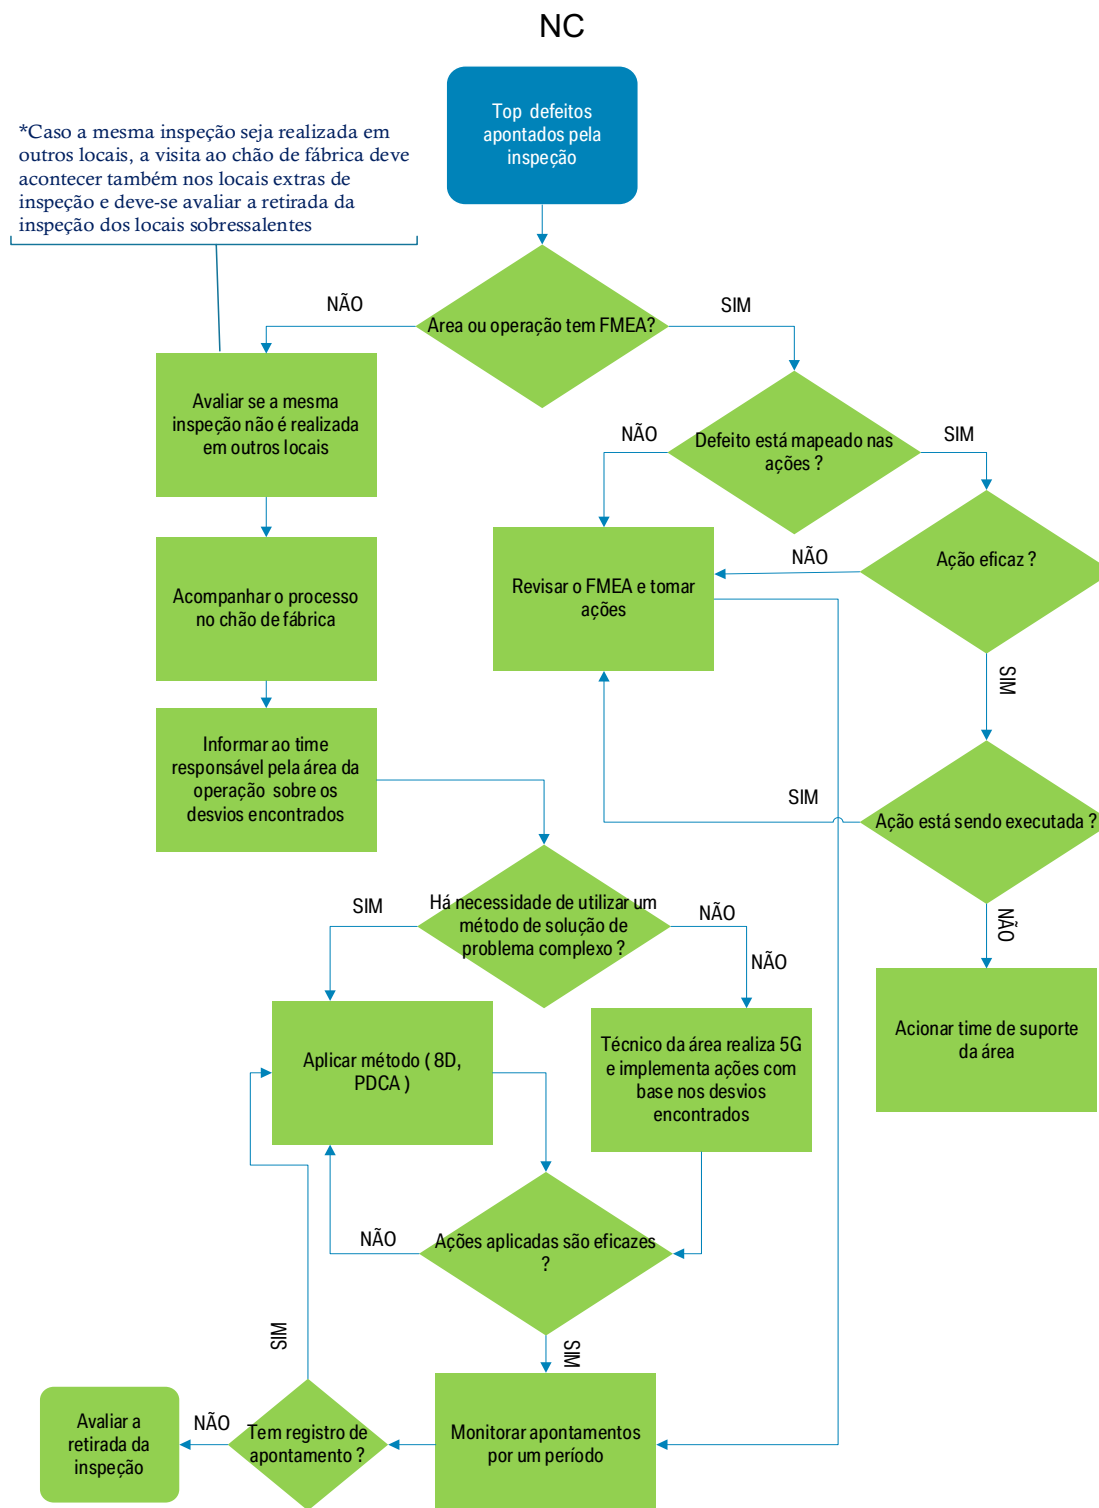 NC
Top defeitos
apontados pela
inspeção
*Caso a mesma inspeção seja realizada em
outros locais, a visita ao chão de fábrica deve
acontecer também nos locais extras de
inspeção e deve-se avaliar a retirada da
inspeção dos locais sobressalentes
NÃO
SIM
Area ou operação tem FMEA?
Avaliar se a mesma
inspeção não é realizada
em outros locais
NÃO
SIM
Defeito está mapeado nas
ações ?
Acompanhar o processo
no chão de fábrica
Revisar o FMEA e tomar
ações
NÃO
Ação eficaz ?
SIM
Informar ao time
responsável pela área da
operação sobre os
desvios encontrados
SIM
Ação está sendo executada ?
NÃO
Há necessidade de utilizar um
método de solução de
problema complexo ?
SIM
NÃO
NÃO
Acionar time de suporte
da área
Aplicar método ( 8D,
PDCA )
Técnico da área realiza 5G
e implementa ações com
base nos desvios
encontrados
NÃO
Ações aplicadas são eficazes
?
SIM
SIM
Avaliar a
retirada da
inspeção
NÃO
Tem registro de
apontamento ?
Monitorar apontamentos
por um período